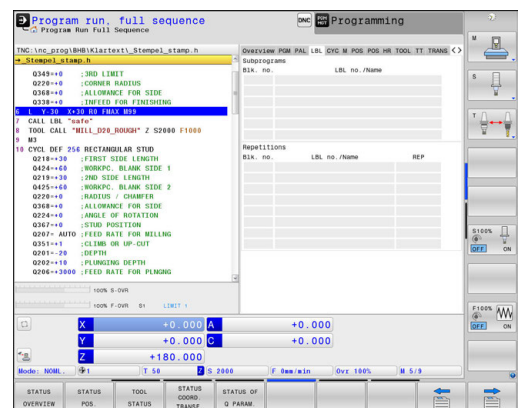 Program run, full sequence
DNC
Programming
Program Run Full Sequence
TNC:\nc_prog\BHB\Klartext\_Stempel_stamp.h
→_Stempel_stamp.h
Q349=+0 ;3RD LIMIT
Q220=+0 ;CORNER RADIUS
Q368=+0 ;ALLOWANCE FOR SIDE
Q338=+0 ;INFEED FOR FINISHING
6 L Y-30 X+30 R0 FMAX M99
7 CALL LBL "safe"
8 TOOL CALL "MILL_D20_ROUGH" Z S2000 F1000
9 M3
10 CYCL DEF 256 RECTANGULAR STUD
Q218=+30 ;FIRST SIDE LENGTH
Q424=+60 ;WORKPC. BLANK SIDE 1
Q219=+30 ;2ND SIDE LENGTH
Q425=+60 ;WORKPC. BLANK SIDE 2
Q220=+0 ;RADIUS / CHAMFER
Q368=+0 ;ALLOWANCE FOR SIDE
Q224=+0 ;ANGLE OF ROTATION
Q367=+0 ;STUD POSITION
Q207= AUTO ;FEED RATE FOR MILLNG
Q351=+1 ;CLIMB OR UP-CUT
Q201=-20 ;DEPTH
Q202=+10 ;PLUNGING DEPTH
Q206=+3000 ;FEED RATE FOR PLNGNG
100% S-OVR
100% F-OVR S1 LIMIT 1
Overview PGM PAL LBL CYC M POS POS HR TOOL TT TRANS
Subprograms
Blk. no. LBL no./Name
Repetitions
Blk. no. LBL no./Name REP
X +0.000 A +0.000
Y +0.000 C +0.000
Z +180.000
Mode: NOML. 1 T 50 Z S 2000 F 0mm/min Ovr 100% M 5/9
STATUS OVERVIEW
STATUS POS.
TOOL STATUS
STATUS COORD. TRANSF.
STATUS OF Q PARAM.
M
S
T
S100%
OFF ON
F100%
OFF ON